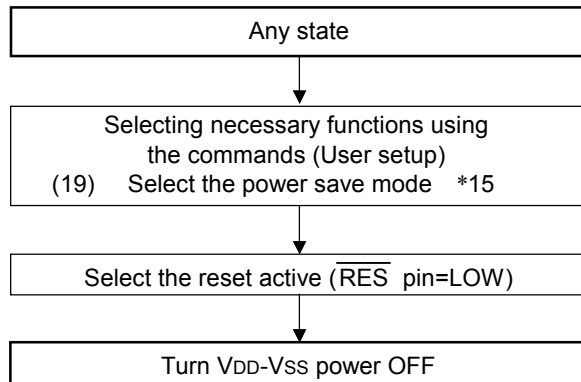 Any state
Selecting necessary functions using
the commands (User setup)
(19) Select the power save mode *15
Select the reset active (R̅E̅S̅ pin=LOW)
Turn VDD-VSS power OFF